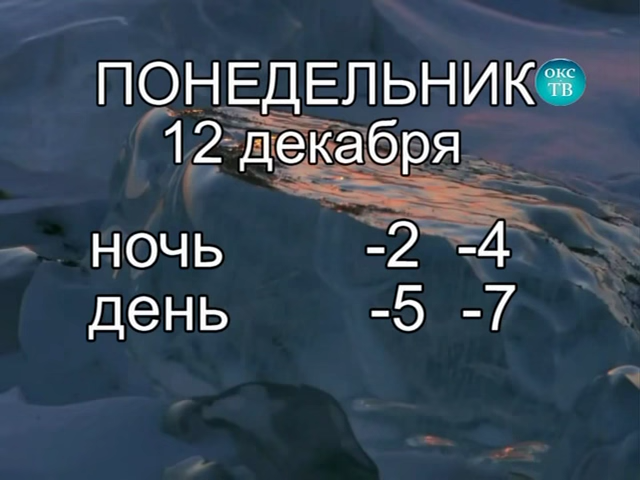 ПОНЕДЕЛЬНИК
ОКС
ТВ
12 декабря
ночь -2 -4
день -5 -7